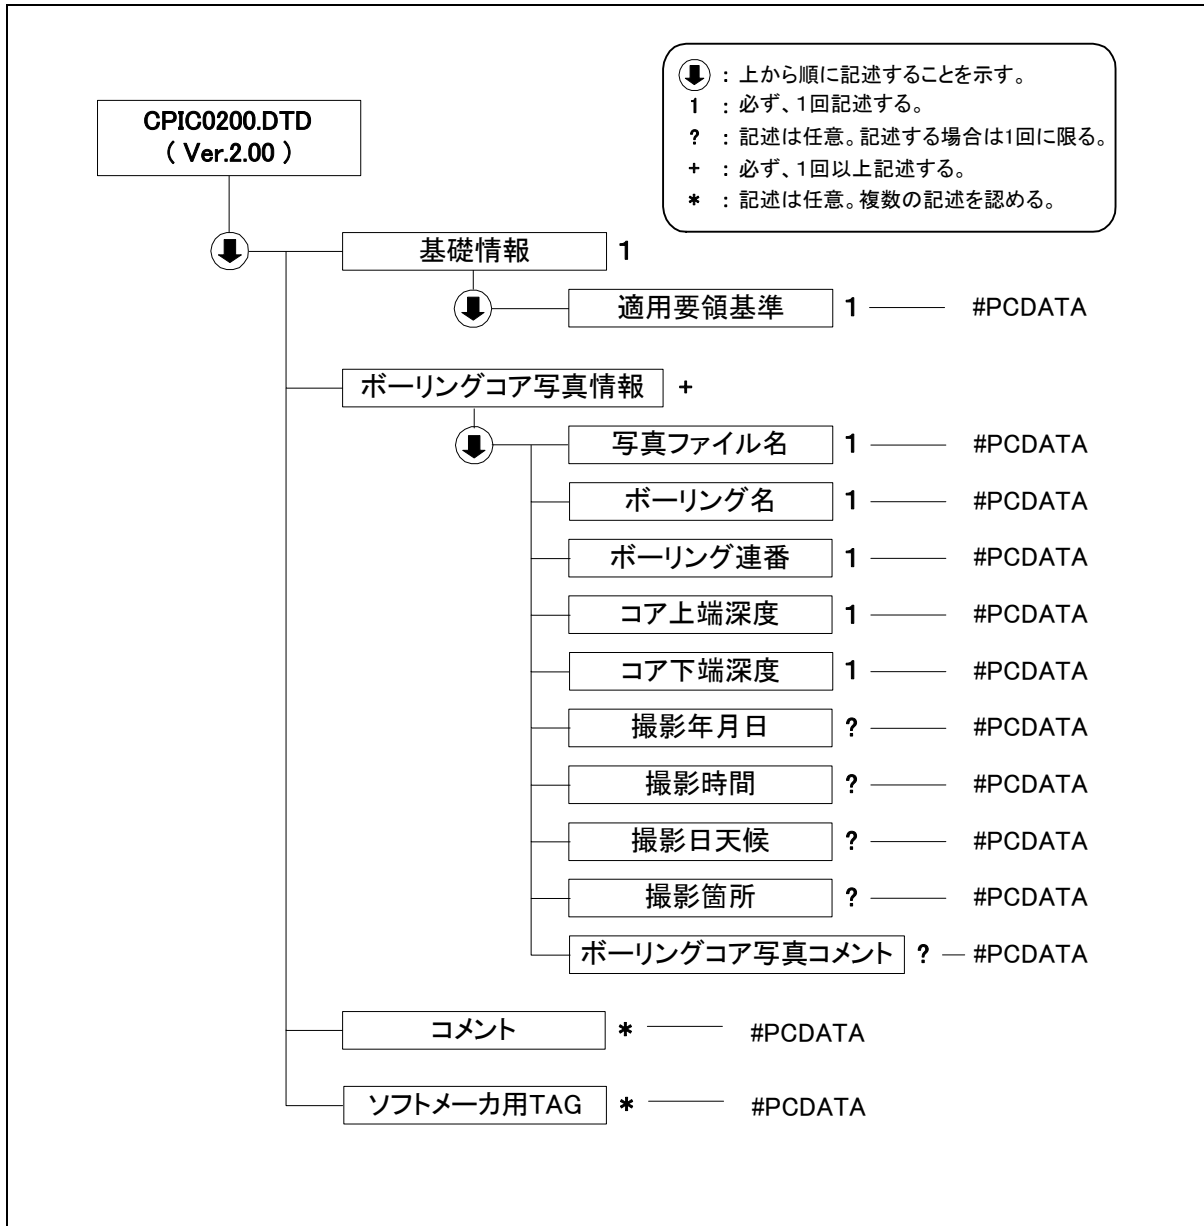 ⬇ : 上から順に記述することを示す。
1 : 必ず、1回記述する。
? : 記述は任意。記述する場合は1回に限る。
+ : 必ず、1回以上記述する。
* : 記述は任意。複数の記述を認める。
CPIC0200.DTD
( Ver.2.00 )
基礎情報 1
適用要領基準 1 #PCDATA
ボーリングコア写真情報 +
写真ファイル名 1 #PCDATA
ボーリング名 1 #PCDATA
ボーリング連番 1 #PCDATA
コア上端深度 1 #PCDATA
コア下端深度 1 #PCDATA
撮影年月日 ? #PCDATA
撮影時間 ? #PCDATA
撮影日天候 ? #PCDATA
撮影箇所 ? #PCDATA
ボーリングコア写真コメント ? #PCDATA
コメント * #PCDATA
ソフトメーカ用TAG * #PCDATA